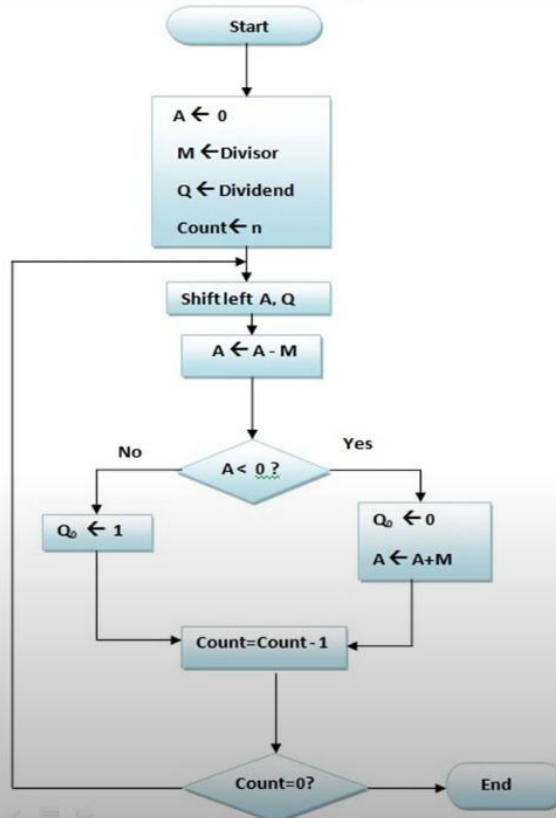 Start
A ← 0
M ← Divisor
Q ← Dividend
Count ← n
Shift left A, Q
A ← A - M
No
Yes
A < 0 ?
Q₀ ← 1
Q₀ ← 0
A ← A+M
Count=Count-1
Count=0?
End